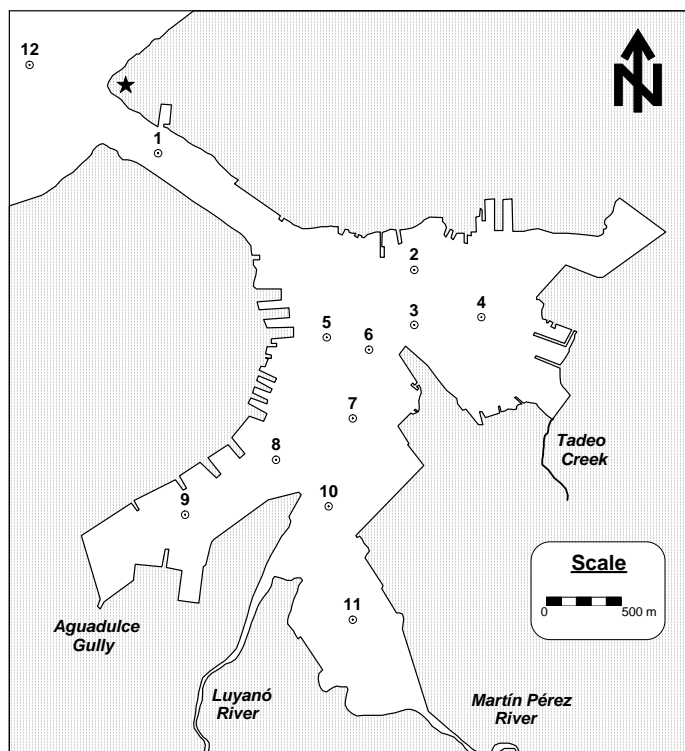 12
N
1
2
3
4
5
6
7
8
9
10
11
Tadeo
Creek
Scale
0 500 m
Aguadulce
Gully
Luyanó
River
Martín Pérez
River